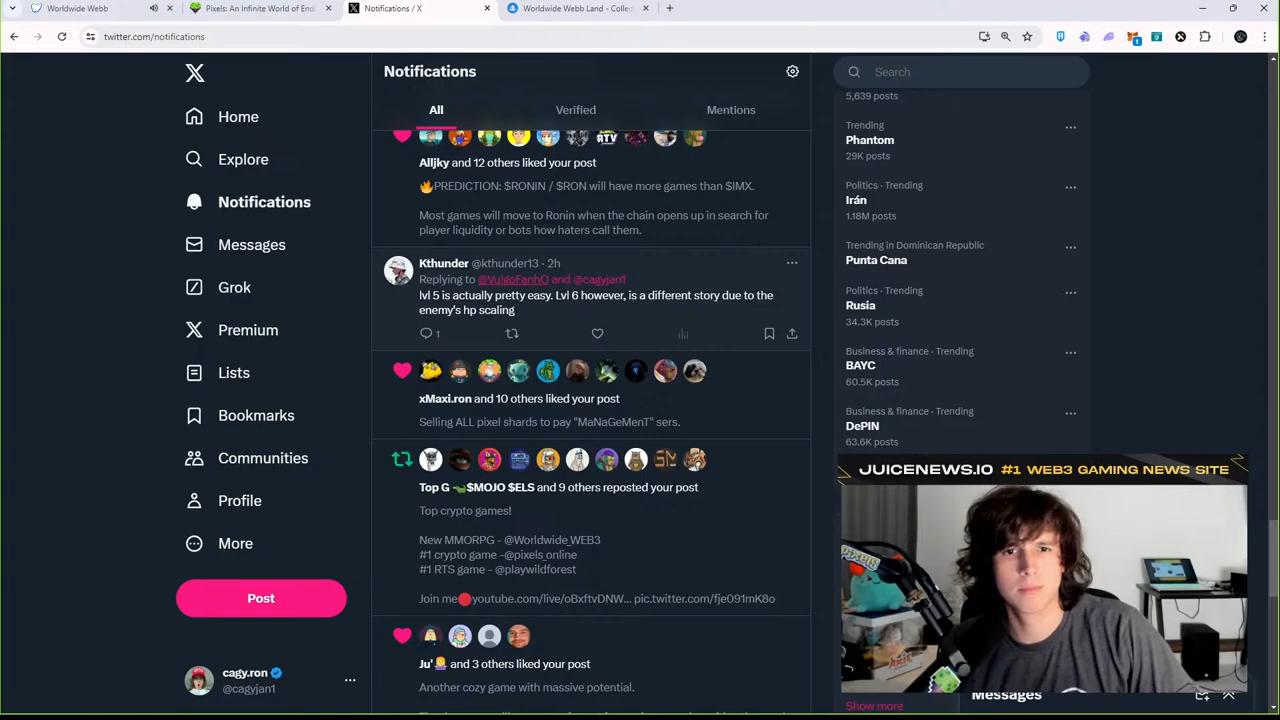 Worldwide Webb
Pixels: An Infinite World of End
Notifications / X
Worldwide Webb Land - Collec
twitter.com/notifications
Home
Explore
Notifications
Messages
Grok
Premium
Lists
Bookmarks
Communities
Profile
More
Post
cagy.ron
@cagyjan1
Notifications
All
Verified
Mentions
Alljky and 12 others liked your post
🔥PREDICTION: $RONIN / $RON will have more games than $IMX.
Most games will move to Ronin when the chain opens up in search for
player liquidity or bots how haters call them.
Kthunder @kthunder13 · 2h
Replying to @VulgoFanhO and @cagyjan1
lvl 5 is actually pretty easy. Lvl 6 however, is a different story due to the
enemy's hp scaling
1
xMaxi.ron and 10 others liked your post
Selling ALL pixel shards to pay "MaNaGeMenT" sers.
Top G 🐊$MOJO $ELS and 9 others reposted your post
Top crypto games!
New MMORPG - @Worldwide_WEB3
#1 crypto game -@pixels_online
#1 RTS game - @playwildforest
Join me🔴youtube.com/live/oBxftvDNW... pic.twitter.com/fje091mK8o
Ju' and 3 others liked your post
Another cozy game with massive potential.
Search
5,639 posts
Trending
Phantom
29K posts
Politics · Trending
Irán
1.18M posts
Trending in Dominican Republic
Punta Cana
Politics · Trending
Rusia
34.3K posts
Business & finance · Trending
BAYC
60.5K posts
Business & finance · Trending
DePIN
63.6K posts
JUICENEWS.IO #1 WEB3 GAMING NEWS SITE
Messages
Show more